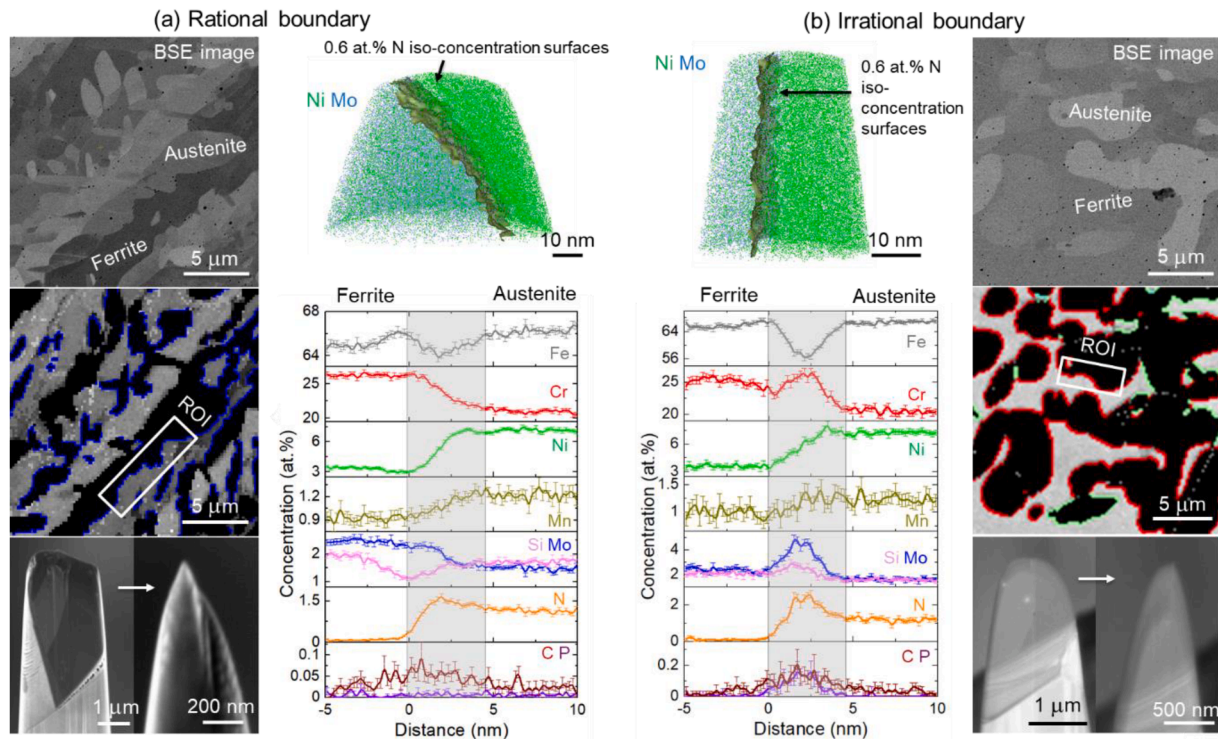 (a) Rational boundary
BSE image
Austenite
Ferrite
5 μm
0.6 at.% N iso-concentration surfaces
Ni Mo
10 nm
ROI
5 μm
1 μm
200 nm
Ferrite
Austenite
Concentration (at.%)
68
64
Fe
25
20
Cr
6
3
Ni
1.2
0.9
Mn
2
1
Si Mo
1.5
0
N
0.1
0.05
0
C P
-5 0 5 10
Distance (nm)
(b) Irrational boundary
Ni Mo
0.6 at.% N
iso-
concentration
surfaces
10 nm
BSE image
Austenite
Ferrite
5 μm
Ferrite
Austenite
Concentration (at.%)
64
56
Fe
25
20
Cr
6
3
Ni
1.5
1
Mn
4
2
Si Mo
2
0
N
0.2
0
C P
-5 0 5 10
Distance (nm)
ROI
5 μm
1 μm
500 nm